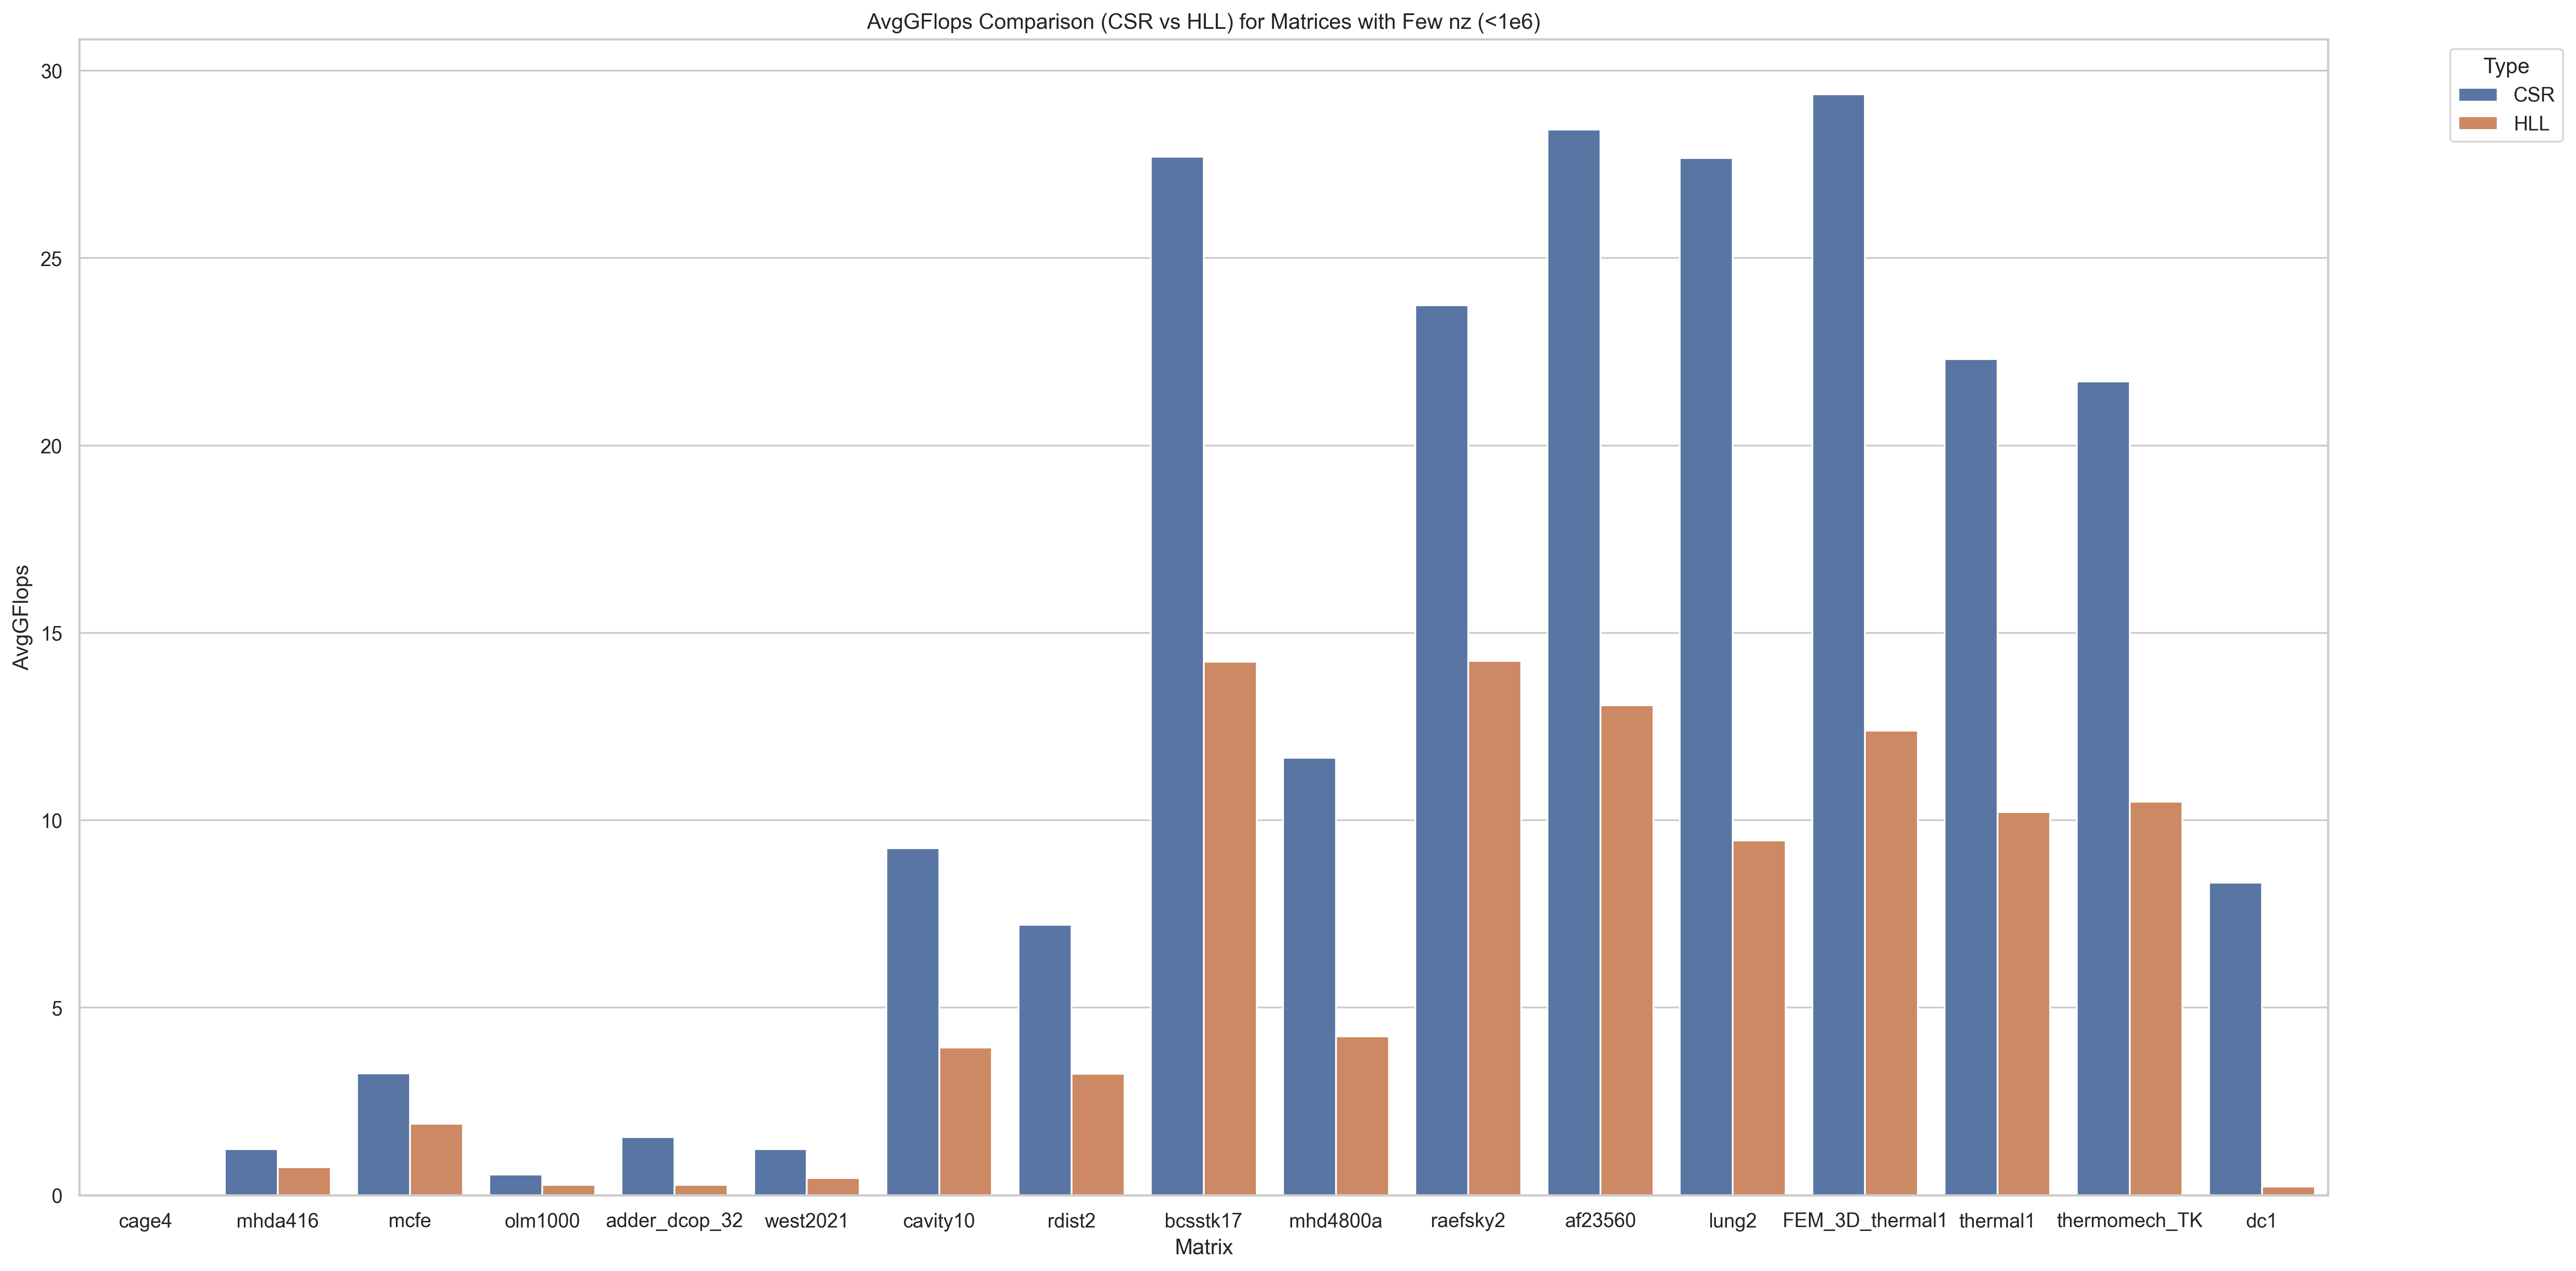 AvgGFlops Comparison (CSR vs HLL) for Matrices with Few nz (<1e6)
Type
CSR
HLL
30
25
20
15
10
5
0
AvgGFlops
cage4 mhda416 mcfe olm1000 adder_dcop_32 west2021 cavity10 rdist2 bcsstk17 mhd4800a raefsky2 af23560 lung2 FEM_3D_thermal1 thermal1 thermomech_TK dc1
Matrix